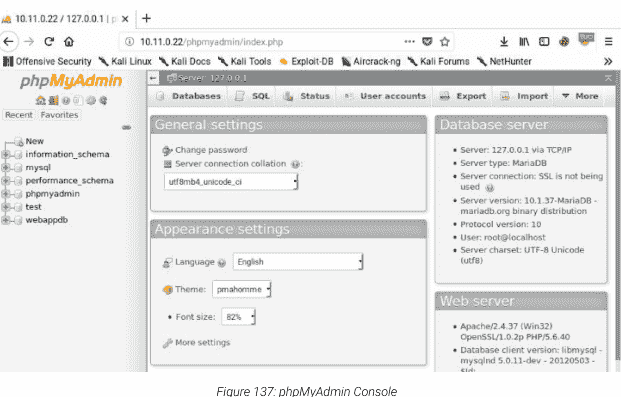 10.11.0.22 / 127.0.0.1 | p
10.11.0.22/phpmyadmin/index.php
Offensive Security Kali Linux Kali Docs Kali Tools Exploit-DB Aircrack-ng Kali Forums NetHunter
phpMyAdmin
Server: 127.0.0.1
Databases SQL Status User accounts Export Import More
Recent Favorites
New
information_schema
mysql
performance_schema
phpmyadmin
test
webappdb
General settings
Change password
Server connection collation :
utf8mb4_unicode_ci
Appearance settings
Language English
Theme: pmahomme
• Font size: 82%
More settings
Database server
• Server: 127.0.0.1 via TCP/IP
• Server type: MariaDB
• Server connection: SSL is not being
used
• Server version: 10.1.37-MariaDB -
mariadb.org binary distribution
• Protocol version: 10
• User: root@localhost
• Server charset: UTF-8 Unicode
(utf8)
Web server
• Apache/2.4.37 (Win32)
OpenSSL/1.0.2p PHP/5.6.40
• Database client version: libmysql -
mysqlnd 5.0.11-dev - 20120503 -
Figure 137: phpMyAdmin Console